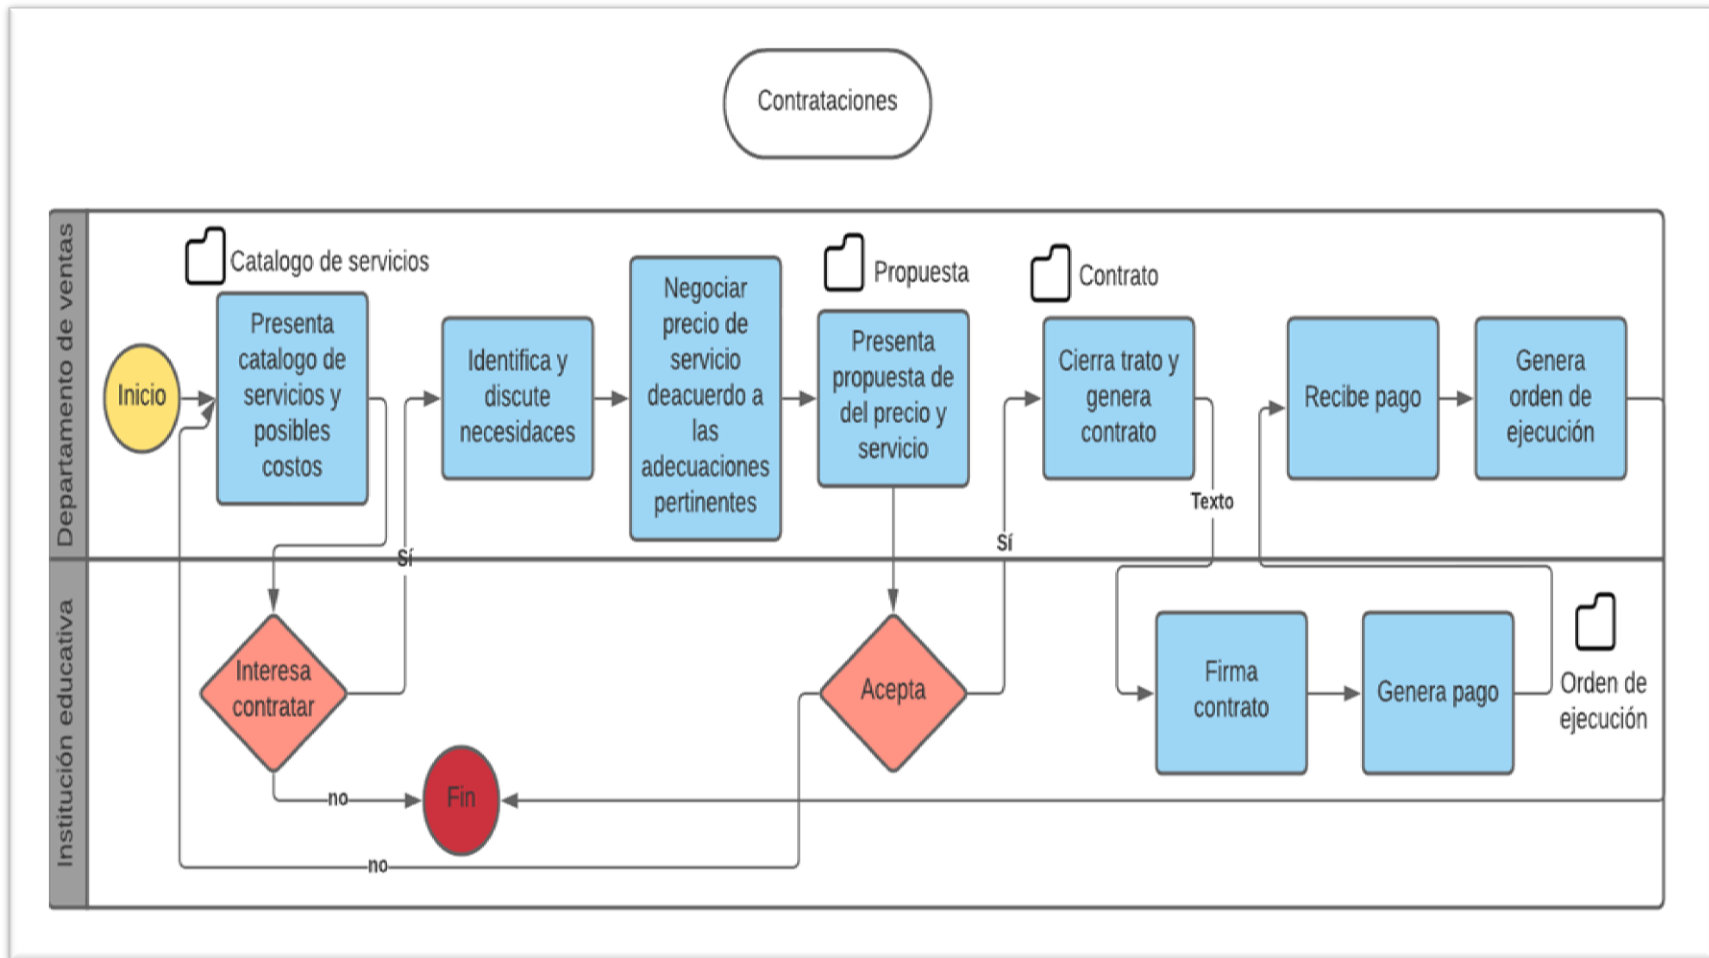 Contrataciones
Departamento de ventas
Catalogo de servicios
Propuesta
Contrato
Inicio
Presenta
catalogo de
servicios y
posibles
costos
Identifica y
discute
necesidaces
Negociar
precio de
servicio
deacuerdo a
las
adecuaciones
pertinentes
Presenta
propuesta de
del precio y
servicio
Cierra trato y
genera
contrato
Recibe pago
Genera
orden de
ejecución
Texto
Sí
Sí
Institución educativa
Interesa
contratar
Acepta
Firma
contrato
Genera pago
Orden de
ejecución
no
Fin
no